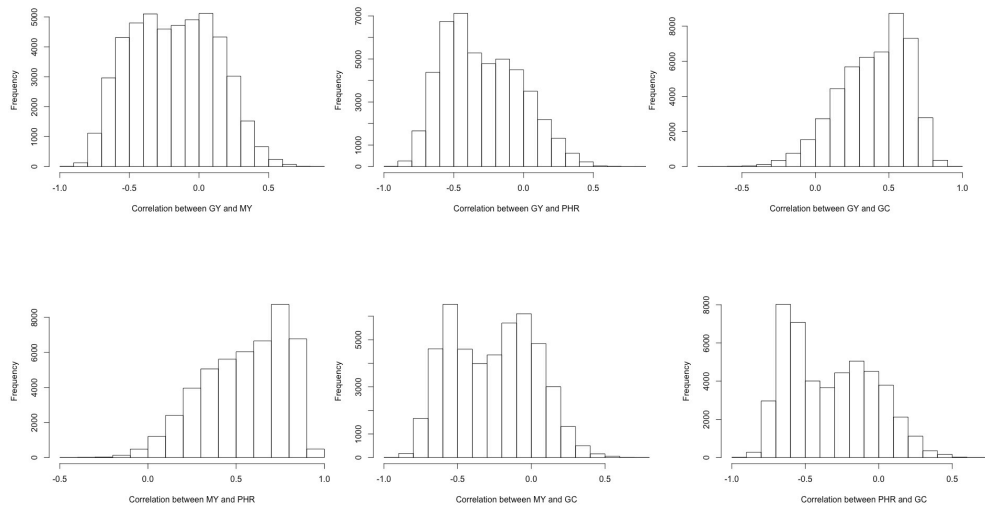 Frequency
0 1000 2000 3000 4000 5000
-1.0 -0.5 0.0 0.5
Correlation between GY and MY
Frequency
0 1000 3000 5000 7000
-1.0 -0.5 0.0 0.5
Correlation between GY and PHR
Frequency
0 2000 4000 6000 8000
-0.5 0.0 0.5 1.0
Correlation between GY and GC
Frequency
0 2000 4000 6000 8000
-0.5 0.0 0.5 1.0
Correlation between MY and PHR
Frequency
0 1000 3000 5000
-1.0 -0.5 0.0 0.5
Correlation between MY and GC
Frequency
0 2000 4000 6000 8000
-1.0 -0.5 0.0 0.5
Correlation between PHR and GC